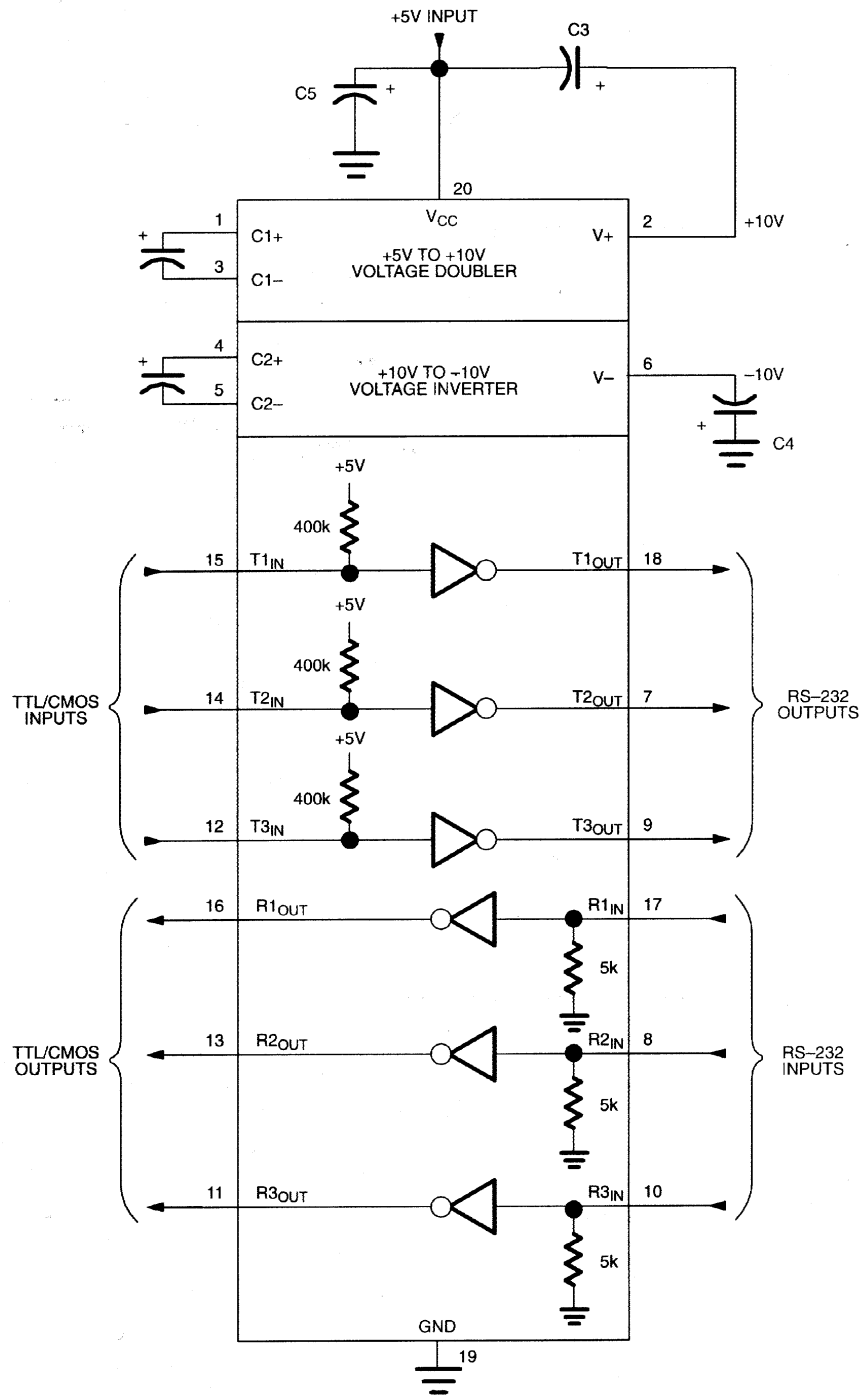 +5V INPUT
C3
C5
+
+
20
VCC
1
+
C1+
V+
2
+10V
+5V TO +10V
VOLTAGE DOUBLER
3
C1–
4
+
C2+
+10V TO –10V
VOLTAGE INVERTER
V–
6
–10V
5
C2–
+
C4
+5V
400k
15
T1IN
T1OUT
18
+5V
400k
TTL/CMOS
INPUTS
14
T2IN
T2OUT
7
RS–232
OUTPUTS
+5V
400k
12
T3IN
T3OUT
9
16
R1OUT
R1IN
17
5k
TTL/CMOS
OUTPUTS
13
R2OUT
R2IN
8
RS–232
INPUTS
5k
11
R3OUT
R3IN
10
5k
GND
19